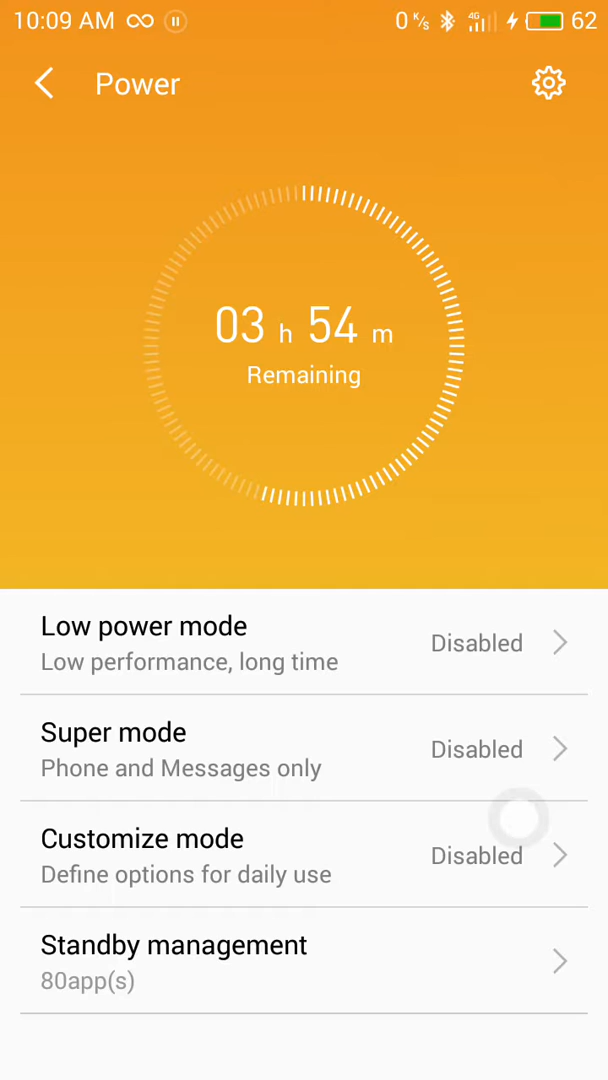 10:09 AM 0 K/s 4G 62
Power
03 h 54 m
Remaining
Low power mode
Low performance, long time
Disabled
Super mode
Phone and Messages only
Disabled
Customize mode
Define options for daily use
Disabled
Standby management
80app(s)